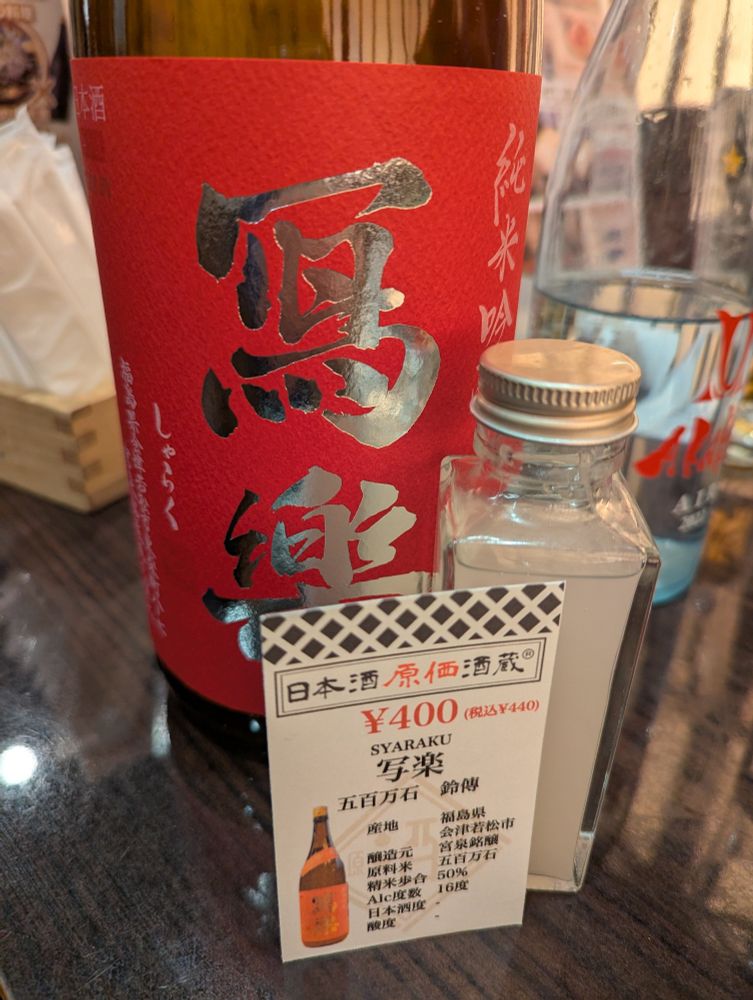 日本酒
純米吟
寫樂
しゃらく
日本酒原価酒蔵®
¥400 (税込¥440)
SYARAKU
写楽
五百万石 鈴傳
産地 福島県
会津若松市
醸造元 宮泉銘醸
原料米 五百万石
精米歩合 50%
Alc度数 16度
日本酒度 -
酸度 -